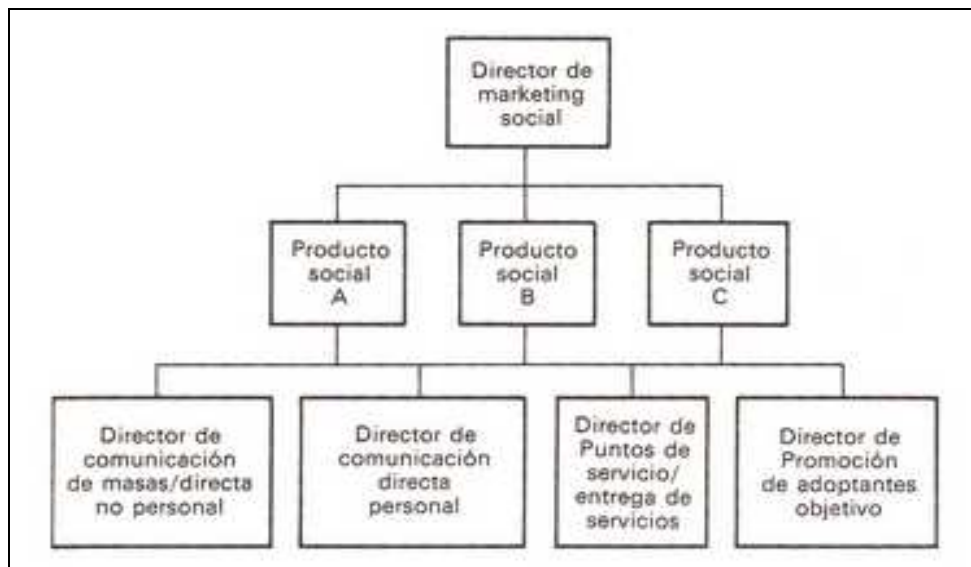 Director de
marketing
social
Producto
social
A
Producto
social
B
Producto
social
C
Director de
comunicación
de masas/directa
no personal
Director de
comunicación
directa
personal
Director de
Puntos de
servicio/
entrega de
servicios
Director de
Promoción
de adoptantes
objetivo